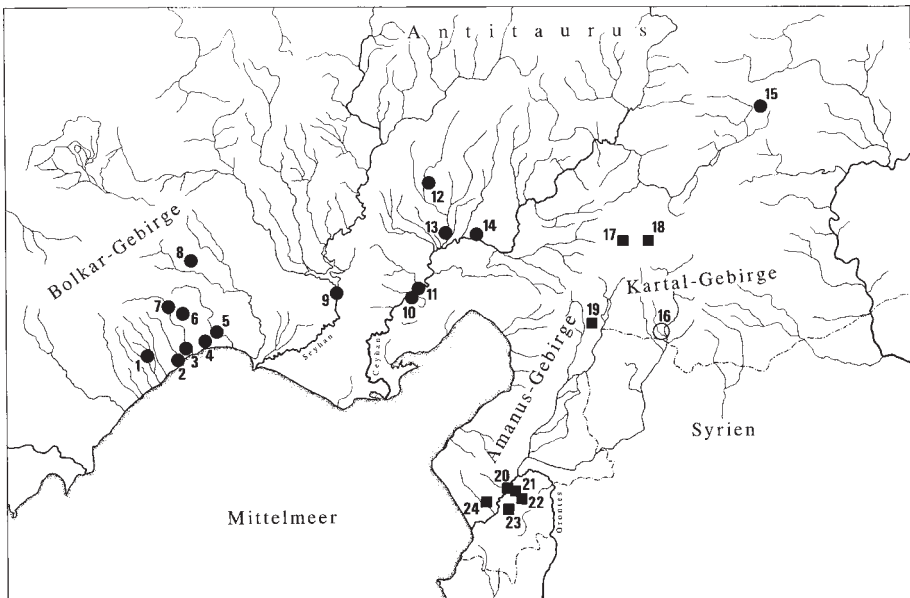 Antitaurus
15
12
Bolkar-Gebirge
13
14
17
18
8
Kartal-Gebirge
9
11
10
7
6
5
19
16
1
4
3
2
Seyhan
Ceyhan
Amanus-Gebirge
Syrien
20
21
22
24
23
Orontes
Mittelmeer